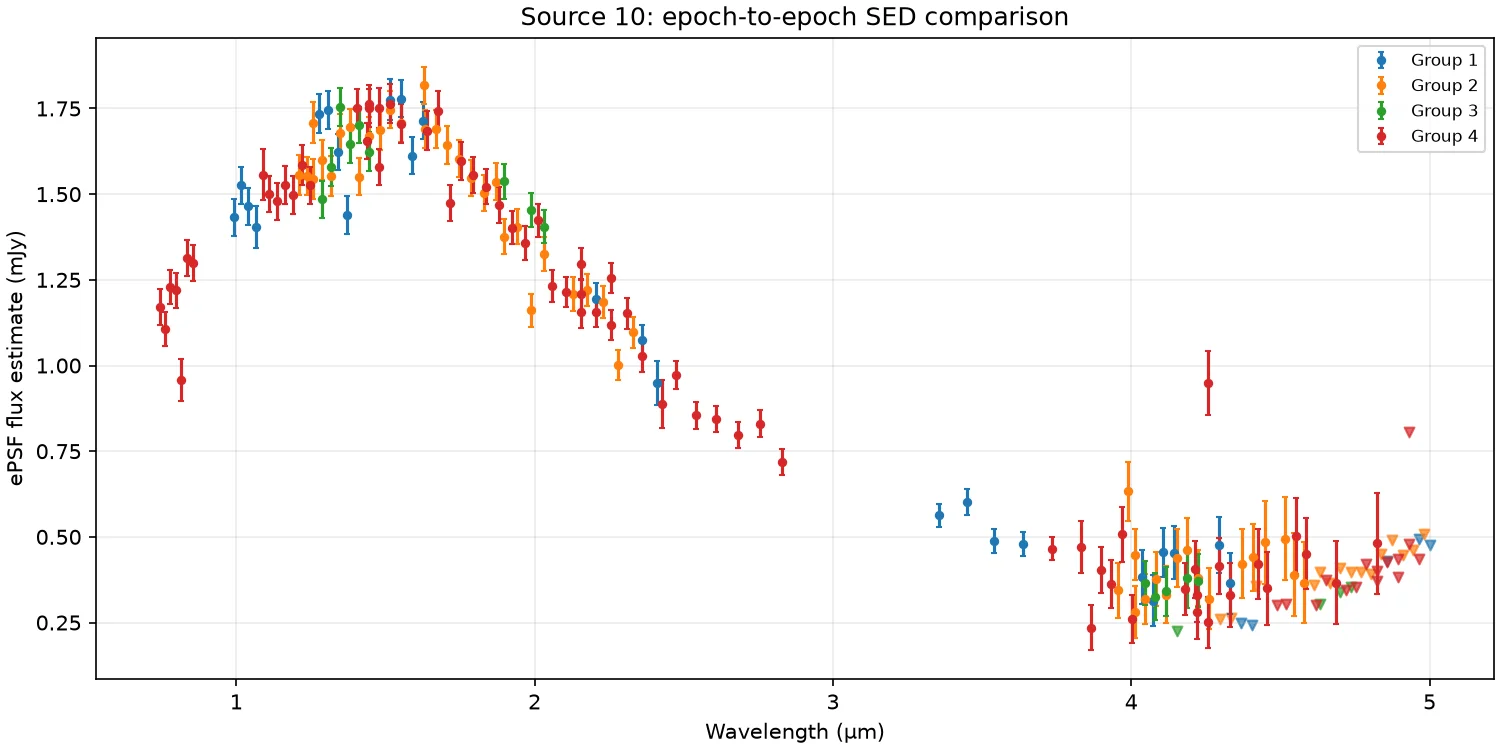 Source 10: epoch-to-epoch SED comparison
Group 1
Group 2
Group 3
Group 4
ePSF flux estimate (mJy)
1.75
1.50
1.25
1.00
0.75
0.50
0.25
1 2 3 4 5
Wavelength (μm)